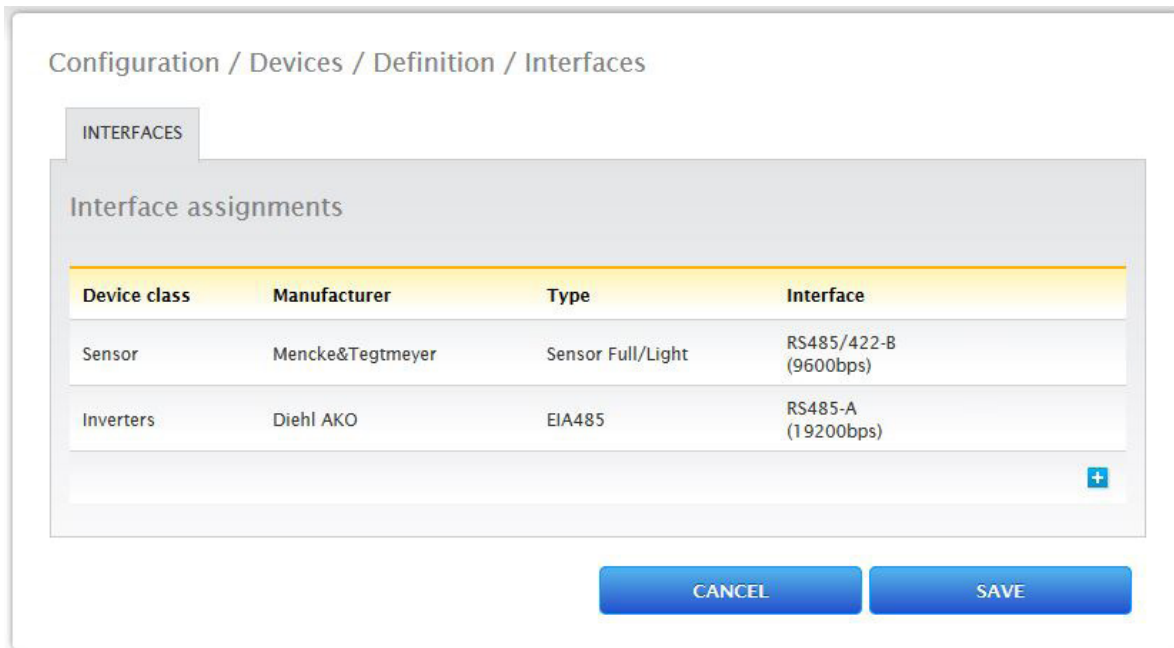 Configuration / Devices / Definition / Interfaces
INTERFACES
Interface assignments
Device class Manufacturer Type Interface
Sensor Mencke&Tegtmeyer Sensor Full/Light RS485/422-B
(9600bps)
Inverters Diehl AKO EIA485 RS485-A
(19200bps)
+
CANCEL SAVE